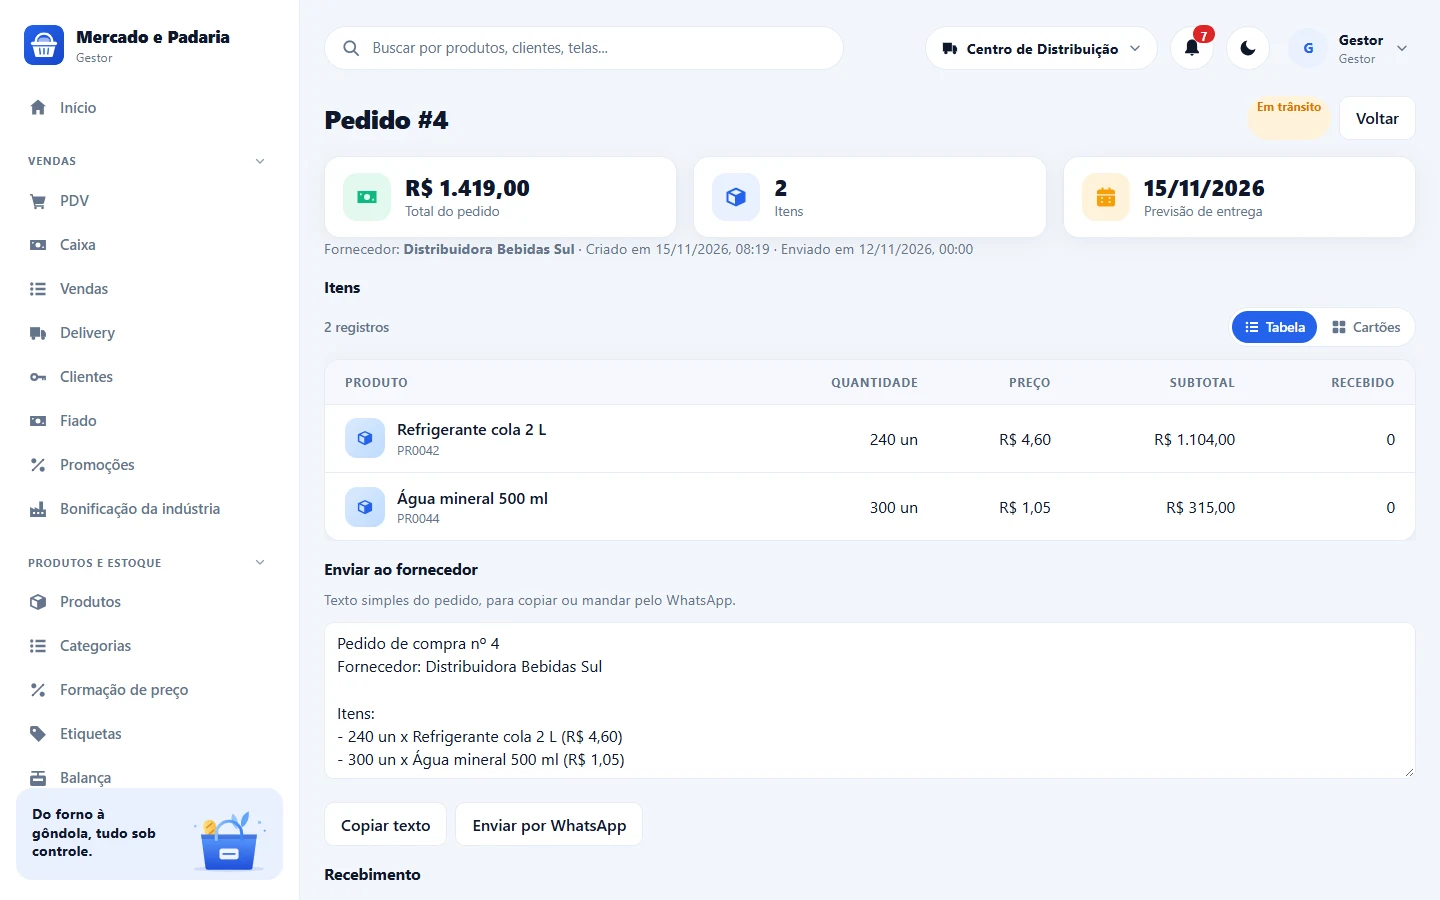 Mercado e Padaria
Gestor
Início
VENDAS
PDV
Caixa
Vendas
Delivery
Clientes
Fiado
Promoções
Bonificação da indústria
PRODUTOS E ESTOQUE
Produtos
Categorias
Formação de preço
Etiquetas
Balança
Do forno à
gôndola, tudo sob
controle.
Buscar por produtos, clientes, telas...
Centro de Distribuição
7
G
Gestor
Gestor
Pedido #4
Em trânsito
Voltar
R$ 1.419,00
Total do pedido
2
Itens
15/11/2026
Previsão de entrega
Fornecedor: Distribuidora Bebidas Sul · Criado em 15/11/2026, 08:19 · Enviado em 12/11/2026, 00:00
Itens
2 registros
Tabela
Cartões
PRODUTO QUANTIDADE PREÇO SUBTOTAL RECEBIDO
Refrigerante cola 2 L
PR0042
240 un R$ 4,60 R$ 1.104,00 0
Água mineral 500 ml
PR0044
300 un R$ 1,05 R$ 315,00 0
Enviar ao fornecedor
Texto simples do pedido, para copiar ou mandar pelo WhatsApp.
Pedido de compra nº 4
Fornecedor: Distribuidora Bebidas Sul
Itens:
- 240 un x Refrigerante cola 2 L (R$ 4,60)
- 300 un x Água mineral 500 ml (R$ 1,05)
Copiar texto
Enviar por WhatsApp
Recebimento